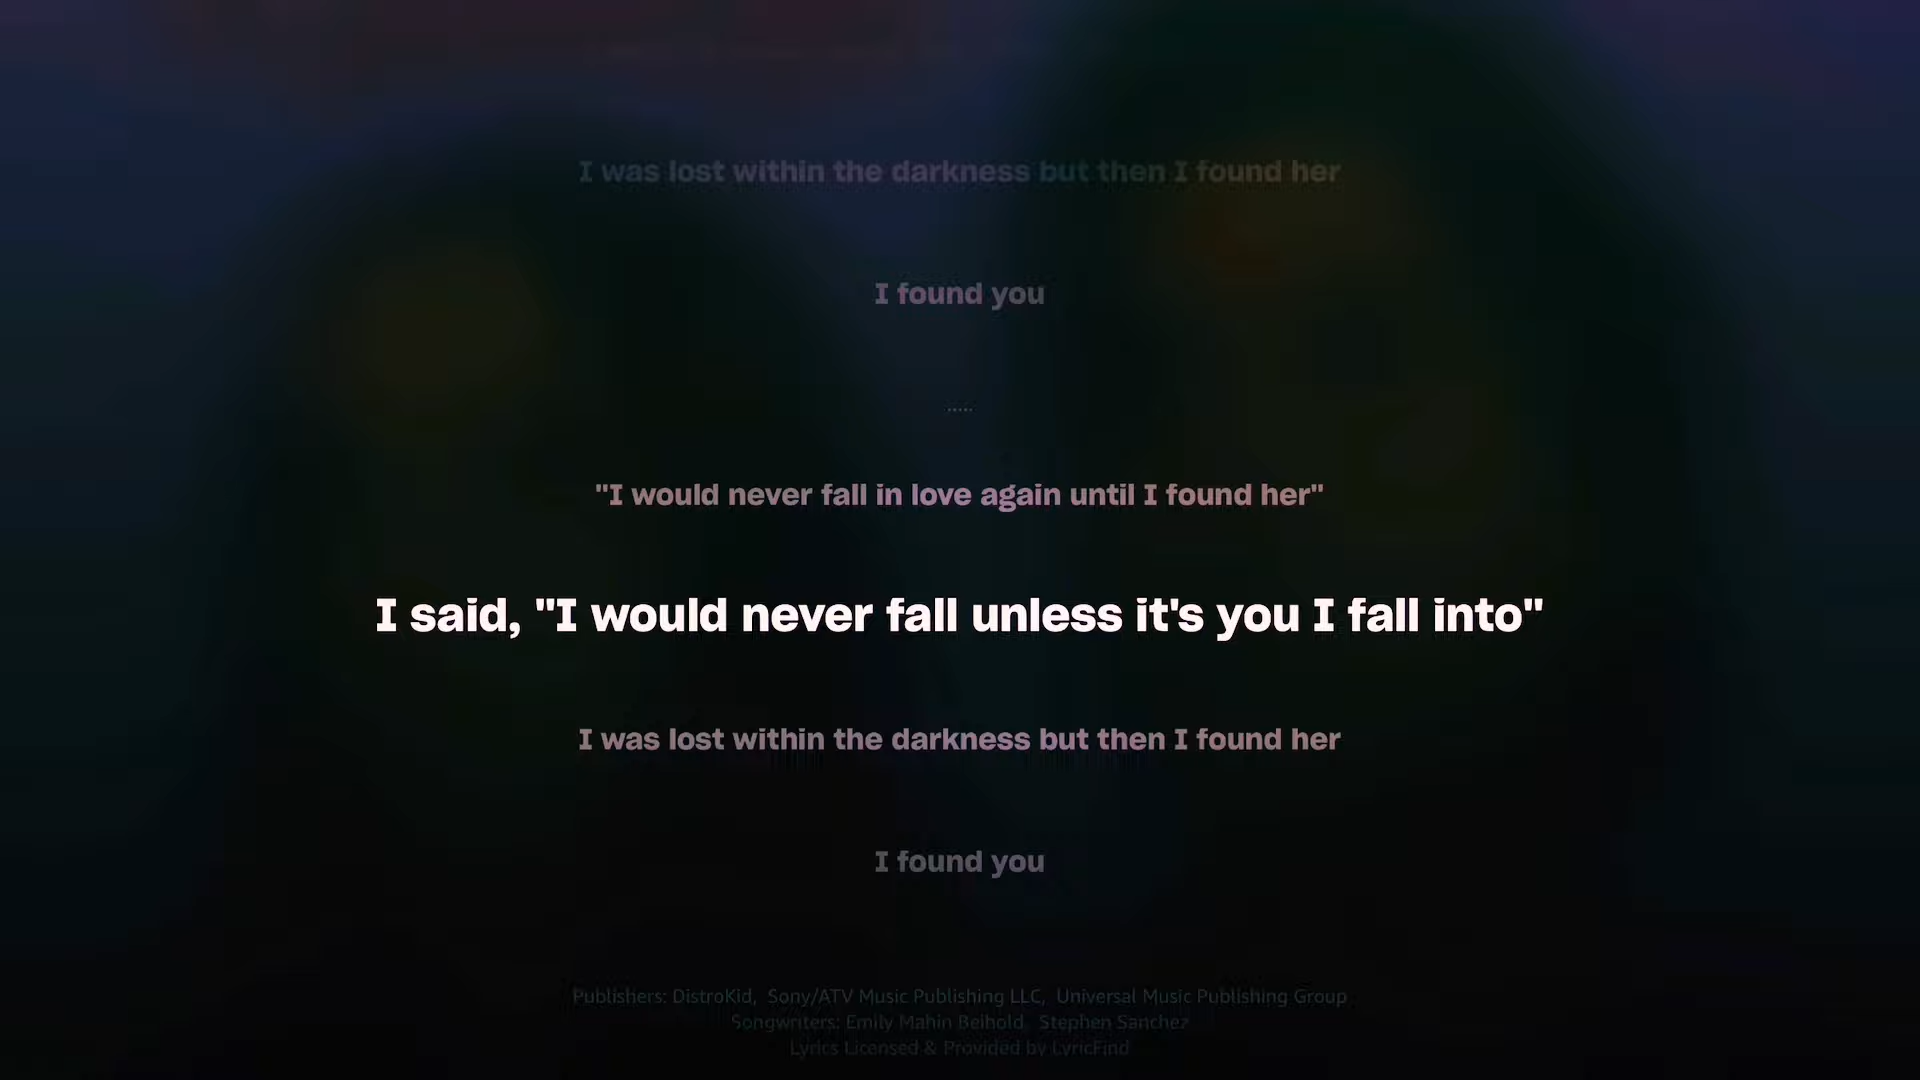 I was lost within the darkness but then I found her
I found you
.....
"I would never fall in love again until I found her"
I said, "I would never fall unless it's you I fall into"
I was lost within the darkness but then I found her
I found you
Publishers: DistroKid, Sony/ATV Music Publishing LLC, Universal Music Publishing Group
Songwriters: Emily Mahin Beihold, Stephen Sanchez
Lyrics Licensed & Provided by LyricFind